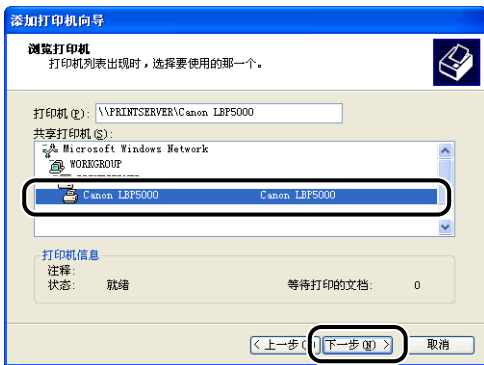 添加打印机向导
浏览打印机
打印机列表出现时，选择要使用的那一个。
打印机(P): \\PRINTSERVER\Canon LBP5000
共享打印机(S):
Microsoft Windows Network
WORKGROUP
Canon LBP5000 Canon LBP5000
打印机信息
注释:
状态: 就绪 等待打印的文档: 0
< 上一步( 下一步(N) > 取消